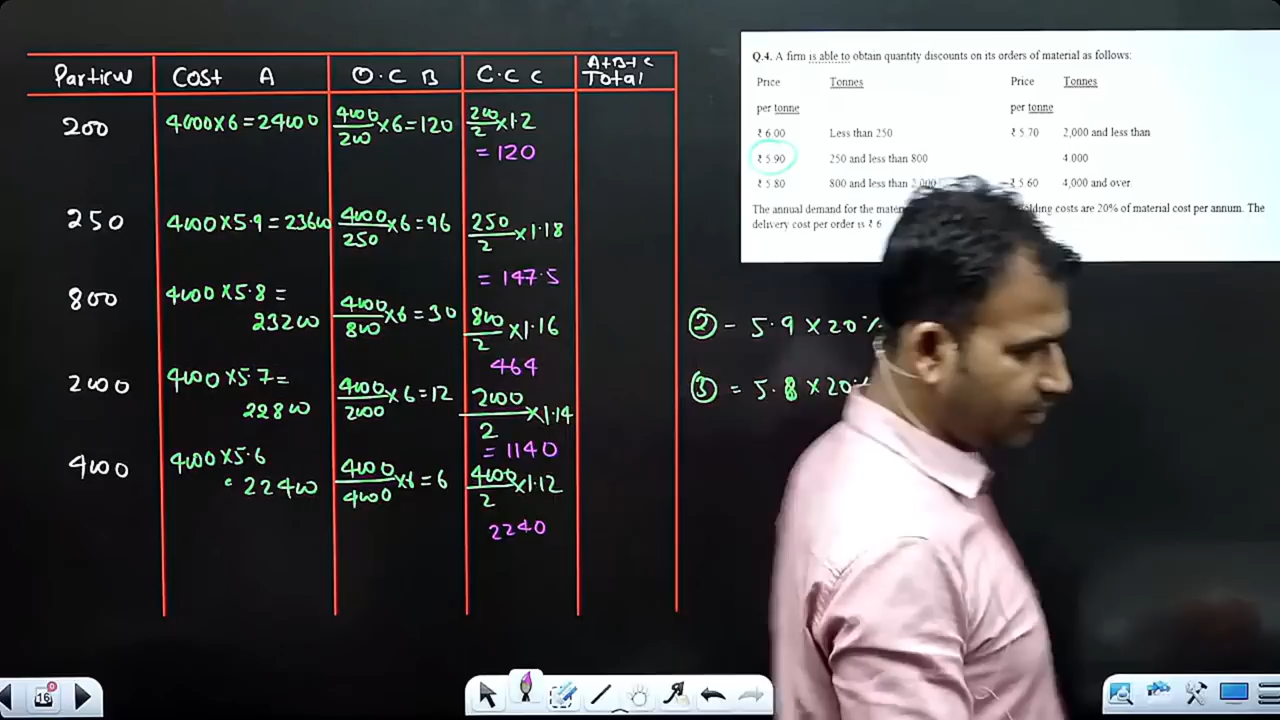 Particu Cost A O.C B C.C C A+B+C Total
200 4000×6=24000 4000/200×6=120 200/2×1.2
= 120
250 4000×5.9=23600 4000/250×6=96 250/2×1.18
= 147.5
800 4000×5.8= 23200 4000/800×6=30 800/2×1.16
464
2000 4000×5.7= 22800 4000/2000×6=12 2000/2×1.14
= 1140
4000 4000×5.6 22400 4000/4000×6=6 4000/2×1.12
2240
Q.4. A firm is able to obtain quantity discounts on its orders of material as follows:
Price Tonnes Price Tonnes
per tonne per tonne
₹ 6.00 Less than 250 ₹ 5.70 2,000 and less than
₹ 5.90 250 and less than 800 4.000
₹ 5.80 800 and less than 2,000 ₹ 5.60 4,000 and over
The annual demand for the mater olding costs are 20% of material cost per annum. The
delivery cost per order is ₹ 6
② - 5.9 × 20%
③ = 5.8 × 20
16